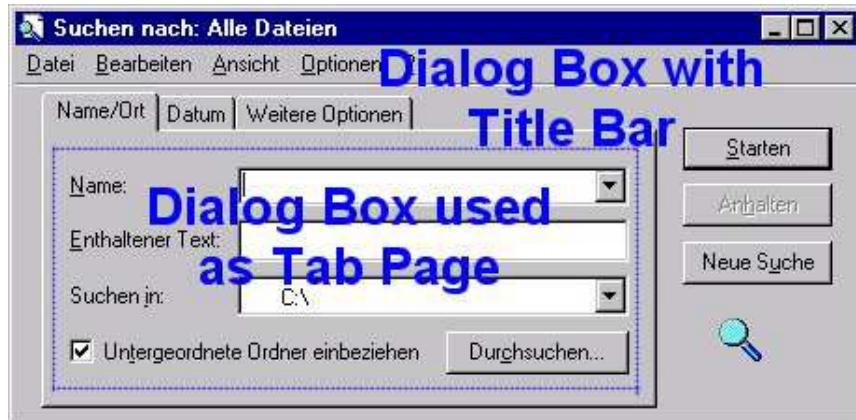 Suchen nach: Alle Dateien
Datei Bearbeiten Ansicht Optionen ?
Dialog Box with
Title Bar
Name/Ort Datum Weitere Optionen
Starten
Name:
Dialog Box used
Anhalten
Enthaltener Text:
as Tab Page
Neue Suche
Suchen in: C:\
Untergeordnete Ordner einbeziehen Durchsuchen...